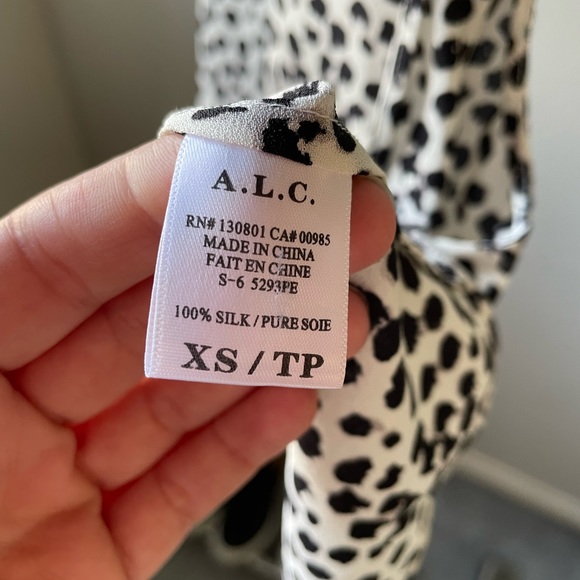 A.L.C.
RN# 130801 CA# 00985
MADE IN CHINA
FAIT EN CHINE
S-6 5293PE
100% SILK / PURE SOIE
XS / TP